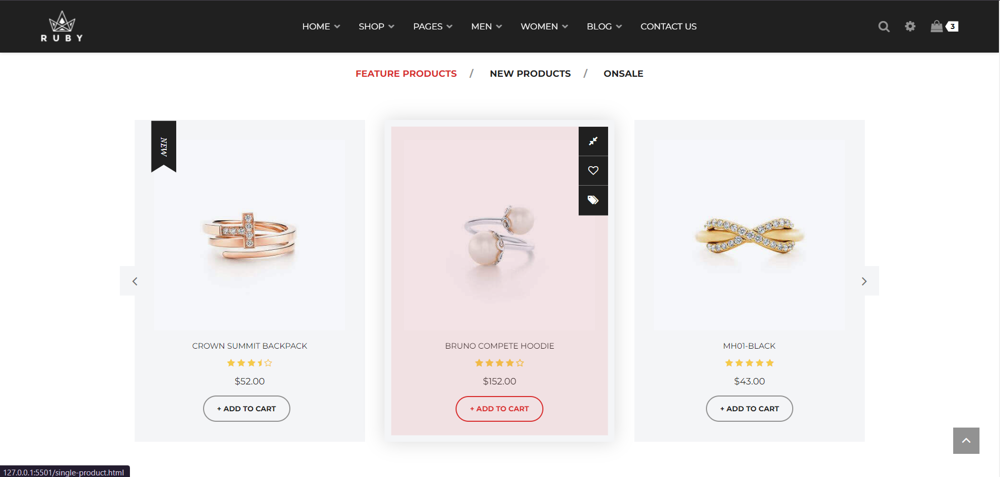 RUBY
HOME SHOP PAGES MEN WOMEN BLOG CONTACT US
3
FEATURE PRODUCTS / NEW PRODUCTS / ONSALE
NEW
CROWN SUMMIT BACKPACK
$52.00
+ ADD TO CART
BRUNO COMPETE HOODIE
$152.00
+ ADD TO CART
MH01-BLACK
$43.00
+ ADD TO CART
127.0.0.1:5501/single-product.html